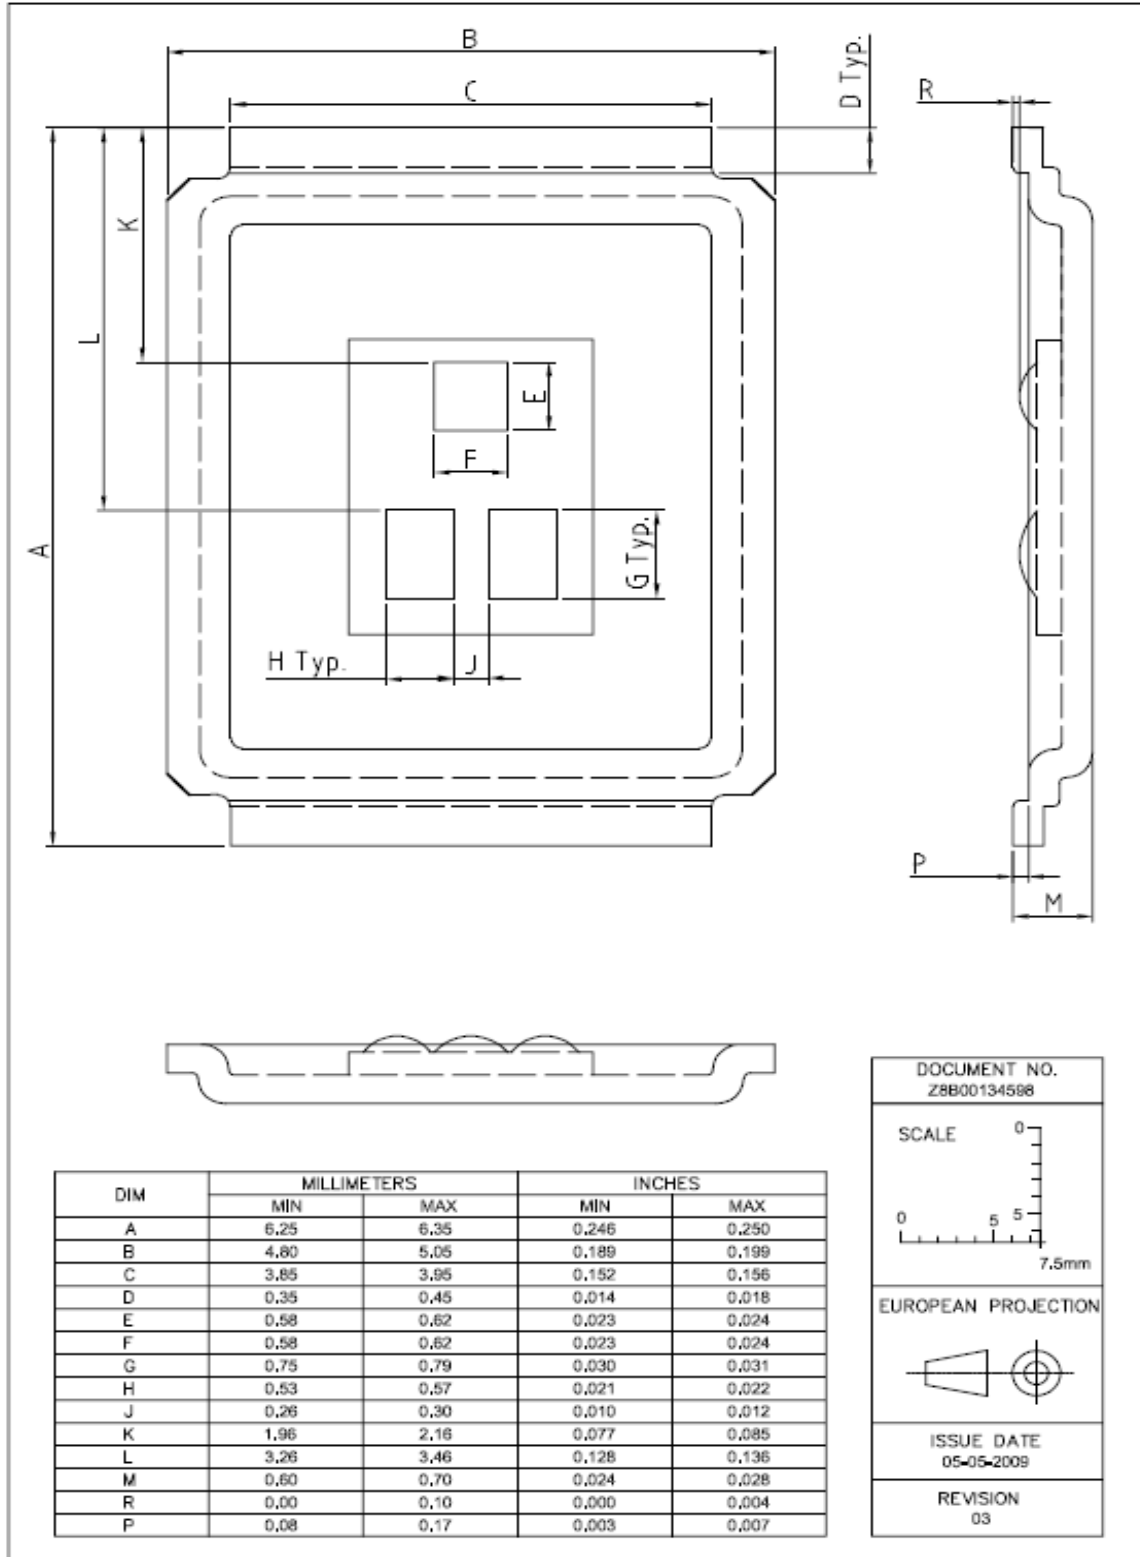 B
C
D Typ.
R
K
L
A
E
F
G Typ.
H Typ.
J
P
M
DIM MILLIMETERS INCHES
MIN MAX MIN MAX
A 6.25 6.35 0.246 0.250
B 4.80 5.05 0.189 0.199
C 3.85 3.95 0.152 0.156
D 0.35 0.45 0.014 0.018
E 0.58 0.62 0.023 0.024
F 0.58 0.62 0.023 0.024
G 0.75 0.79 0.030 0.031
H 0.53 0.57 0.021 0.022
J 0.26 0.30 0.010 0.012
K 1.96 2.16 0.077 0.085
L 3.26 3.46 0.128 0.136
M 0.60 0.70 0.024 0.028
R 0.00 0.10 0.000 0.004
P 0.08 0.17 0.003 0.007
DOCUMENT NO.
Z8B00134598
SCALE 0
0 5 5
7.5mm
EUROPEAN PROJECTION
ISSUE DATE
05-05-2009
REVISION
03